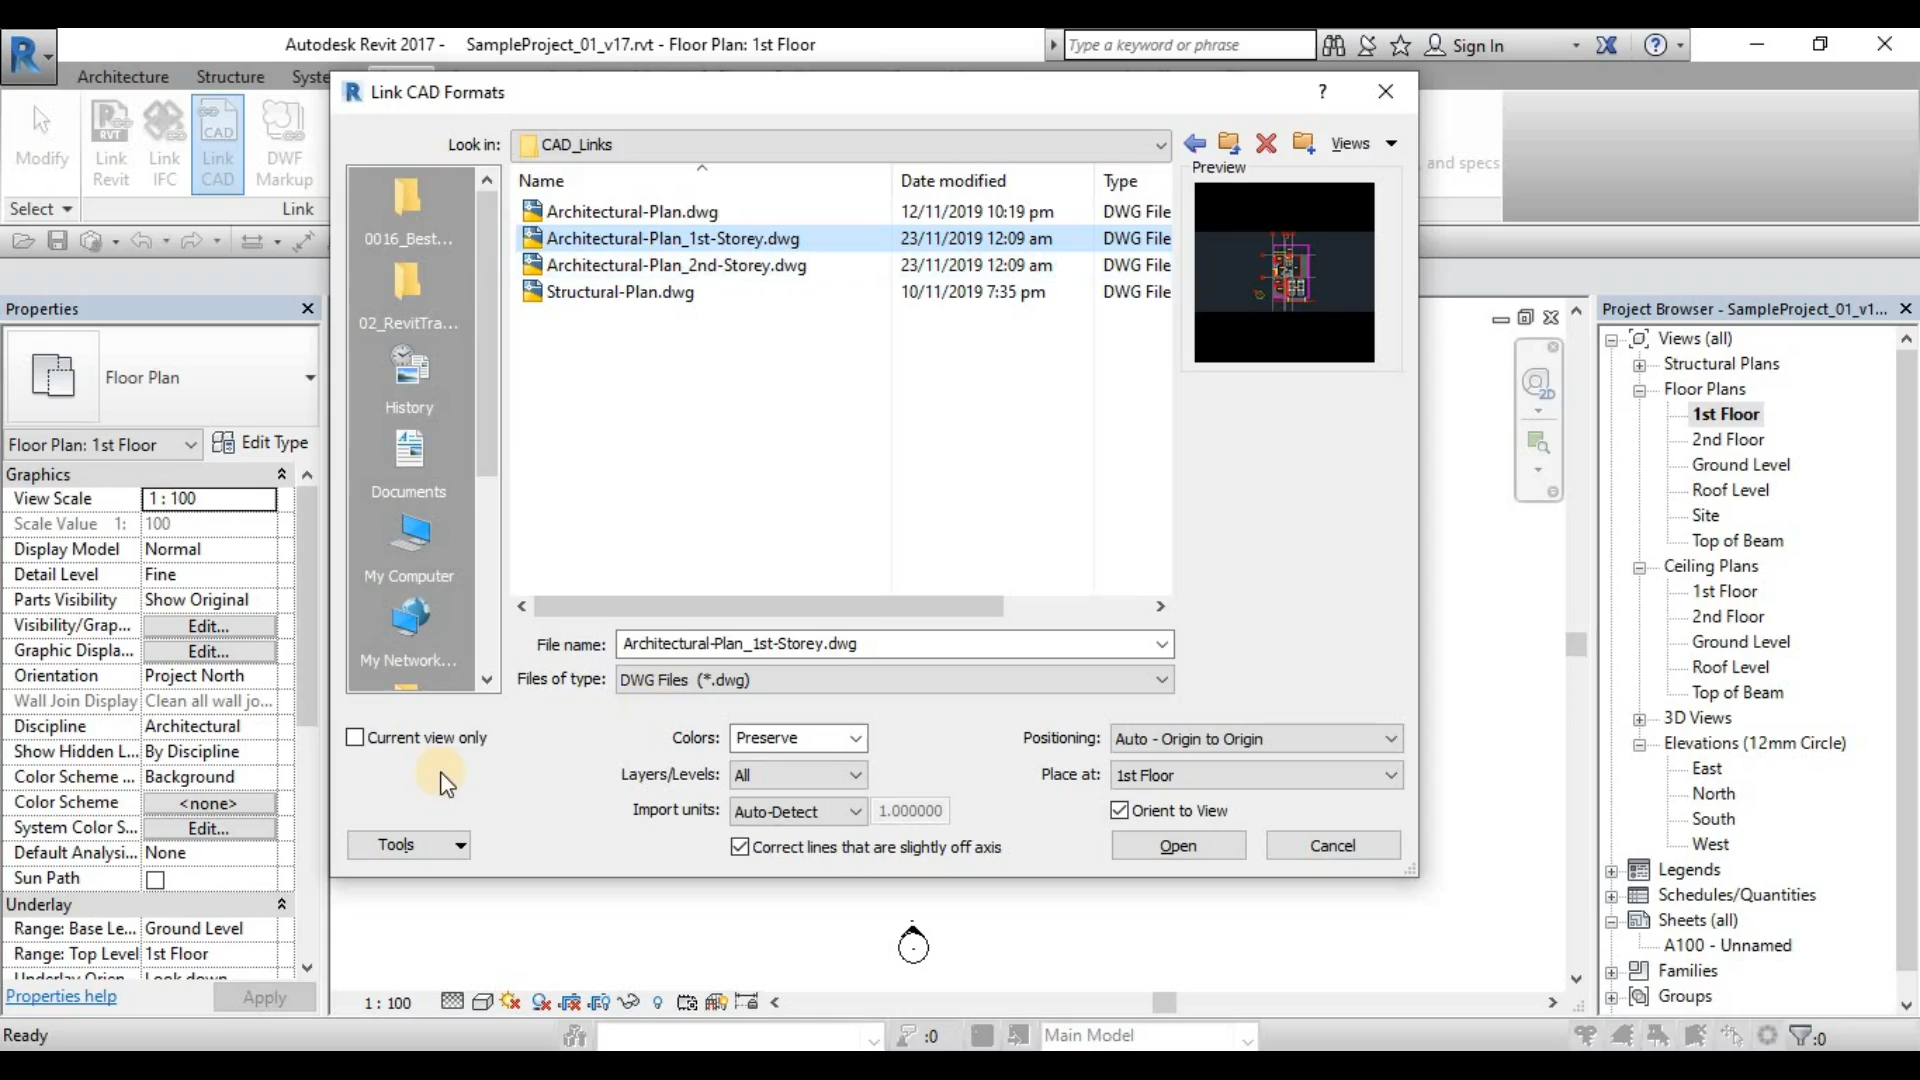 Autodesk Revit 2017 - SampleProject_01_v17.rvt - Floor Plan: 1st Floor
Type a keyword or phrase
Sign In
Architecture Structure Syste
Modify
Link Revit
Link IFC
Link CAD
DWF Markup
and specs
Select
Link
Properties
Floor Plan
Floor Plan: 1st Floor
Edit Type
Graphics
View Scale 1 : 100
Scale Value 1: 100
Display Model Normal
Detail Level Fine
Parts Visibility Show Original
Visibility/Grap... Edit...
Graphic Displa... Edit...
Orientation Project North
Wall Join Display Clean all wall jo...
Discipline Architectural
Show Hidden L... By Discipline
Color Scheme ... Background
Color Scheme <none>
System Color S... Edit...
Default Analysi... None
Sun Path
Underlay
Range: Base Le... Ground Level
Range: Top Level 1st Floor
Properties help
Apply
Ready
Link CAD Formats
Look in: CAD_Links
Views
0016_Best...
02_RevitTra...
History
Documents
My Computer
My Network...
Name Date modified Type
Architectural-Plan.dwg 12/11/2019 10:19 pm DWG File
Architectural-Plan_1st-Storey.dwg 23/11/2019 12:09 am DWG File
Architectural-Plan_2nd-Storey.dwg 23/11/2019 12:09 am DWG File
Structural-Plan.dwg 10/11/2019 7:35 pm DWG File
Preview
File name: Architectural-Plan_1st-Storey.dwg
Files of type: DWG Files (*.dwg)
Current view only
Colors: Preserve
Positioning: Auto - Origin to Origin
Layers/Levels: All
Place at: 1st Floor
Import units: Auto-Detect 1.000000
Orient to View
Correct lines that are slightly off axis
Tools
Open
Cancel
1 : 100
:0
Main Model
:0
Project Browser - SampleProject_01_v1...
Views (all)
Structural Plans
Floor Plans
1st Floor
2nd Floor
Ground Level
Roof Level
Site
Top of Beam
Ceiling Plans
1st Floor
2nd Floor
Ground Level
Roof Level
Top of Beam
3D Views
Elevations (12mm Circle)
East
North
South
West
Legends
Schedules/Quantities
Sheets (all)
A100 - Unnamed
Families
Groups